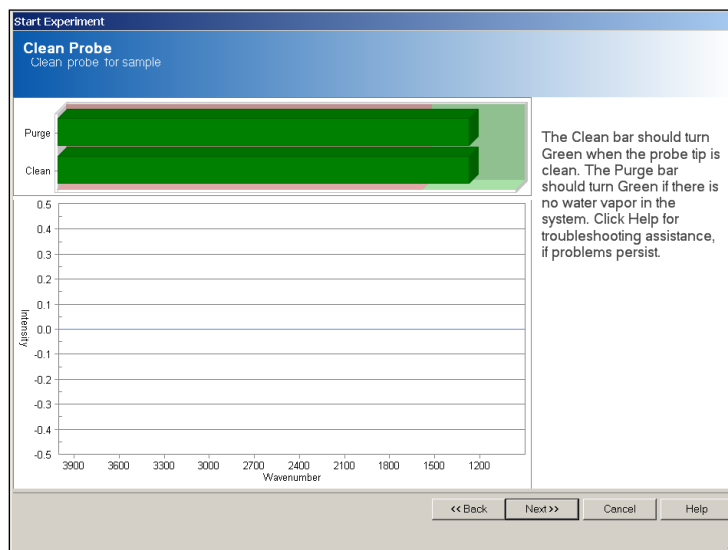 Start Experiment
Clean Probe
Clean probe for sample
Purge
Clean
The Clean bar should turn
Green when the probe tip is
clean. The Purge bar
should turn Green if there is
no water vapor in the
system. Click Help for
troubleshooting assistance,
if problems persist.
0.5
0.4
0.3
0.2
0.1
0.0
-0.1
-0.2
-0.3
-0.4
-0.5
Intensity
3900 3600 3300 3000 2700 2400 2100 1800 1500 1200
Wavenumber
<< Back Next >> Cancel Help